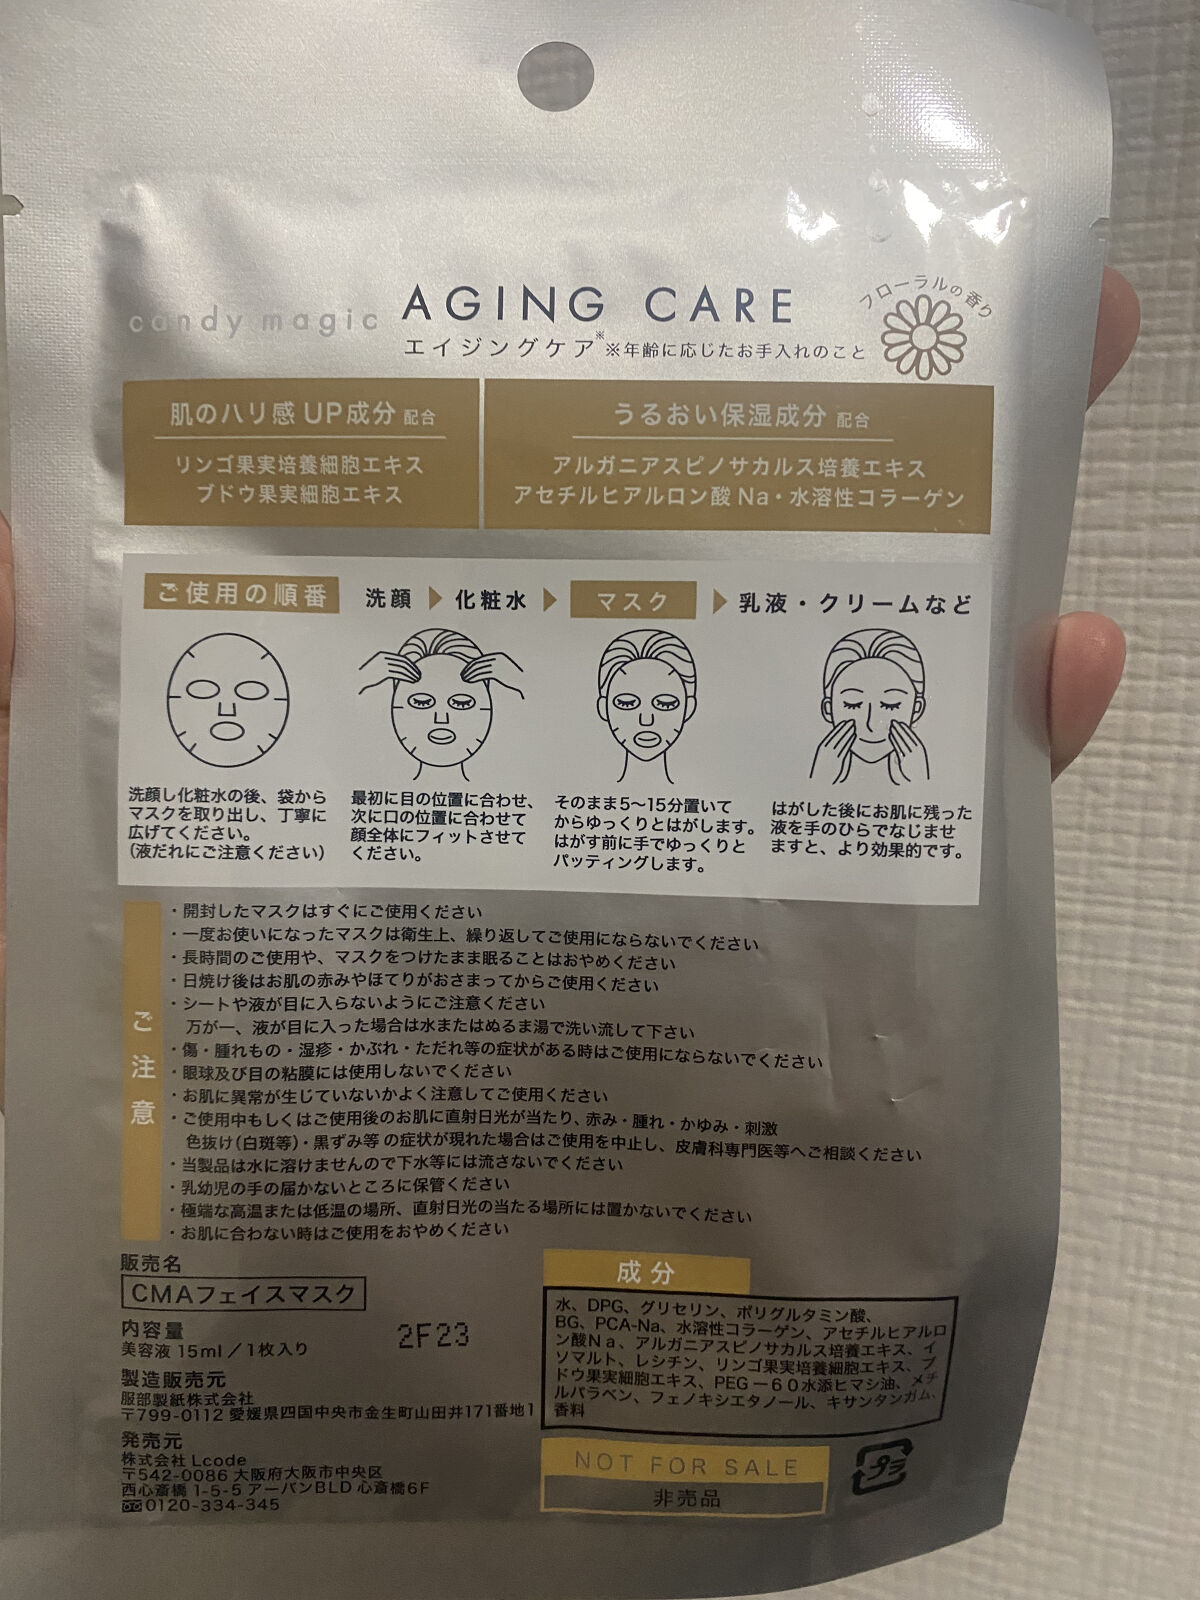 candy magic
AGING CARE
フローラルの香り
エイジングケア※ ※年齢に応じたお手入れのこと
肌のハリ感UP成分 配合
リンゴ果実培養細胞エキス
ブドウ果実細胞エキス
うるおい保湿成分 配合
アルガニアスピノサカルス培養エキス
アセチルヒアルロン酸Na・水溶性コラーゲン
ご使用の順番 洗顔 ▶ 化粧水 ▶ マスク ▶ 乳液・クリームなど
洗顔し化粧水の後、袋から
マスクを取り出し、丁寧に
広げてください。
（液だれにご注意ください）
最初に目の位置に合わせ、
次に口の位置に合わせて
顔全体にフィットさせて
ください。
そのまま5～15分置いて
からゆっくりとはがします。
はがす前に手でゆっくりと
パッティングします。
はがした後にお肌に残った
液を手のひらでなじませ
ますと、より効果的です。
ご注意
・開封したマスクはすぐにご使用ください
・一度お使いになったマスクは衛生上、繰り返してご使用にならないでください
・長時間のご使用や、マスクをつけたまま眠ることはおやめください
・日焼け後はお肌の赤みやほてりがおさまってからご使用ください
・シートや液が目に入らないようにご注意ください
万が一、液が目に入った場合は水またはぬるま湯で洗い流して下さい
・傷・腫れもの・湿疹・かぶれ・ただれ等の症状がある時はご使用にならないでください
・眼球及び目の粘膜には使用しないでください
・お肌に異常が生じていないかよく注意してご使用ください
・ご使用中もしくはご使用後のお肌に直射日光が当たり、赤み・腫れ・かゆみ・刺激
色抜け（白斑等）・黒ずみ等の症状が現れた場合はご使用を中止し、皮膚科専門医等へご相談ください
・当製品は水に溶けませんので下水等には流さないでください
・乳幼児の手の届かないところに保管ください
・極端な高温または低温の場所、直射日光の当たる場所には置かないでください
・お肌に合わない時はご使用をおやめください
販売名
CMAフェイスマスク
内容量
美容液15ml／1枚入り
2F23
製造販売元
服部製紙株式会社
〒799-0112 愛媛県四国中央市金生町山田井171番地1
発売元
株式会社Lcode
〒542-0086 大阪府大阪市中央区
西心斎橋1-5-5 アーバンBLD心斎橋6F
0120-334-345
成分
水、DPG、グリセリン、ポリグルタミン酸、
BG、PCA-Na、水溶性コラーゲン、アセチルヒアルロ
ン酸Na、アルガニアスピノサカルス培養エキス、イ
ソマルト、レシチン、リンゴ果実培養細胞エキス、ブ
ドウ果実細胞エキス、PEG－60水添ヒマシ油、メチ
ルパラベン、フェノキシエタノール、キサンタンガム、
香料
NOT FOR SALE
非売品
プラ